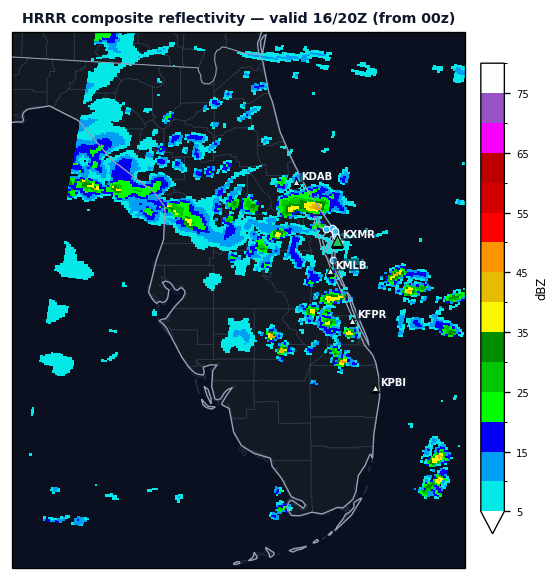 HRRR composite reflectivity — valid 16/20Z (from 00z)
KDAB
KXMR
KMLB
KFPR
KPBI
75
65
55
45
35
25
15
5
dBZ